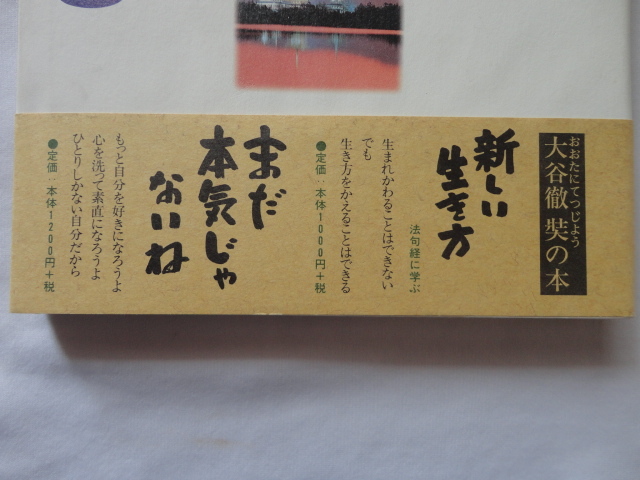 おおたにてつじょう
大谷徹奘の本
新しい
生き方
法句経に学ぶ
生まれかわることはできない
でも
生き方をかえることはできる
●定価：本体1000円＋税
まだ
本気じゃ
ないね
もっと自分を好きになろうよ
心を洗って素直になろうよ
ひとりしかない自分だから
●定価：本体1200円＋税